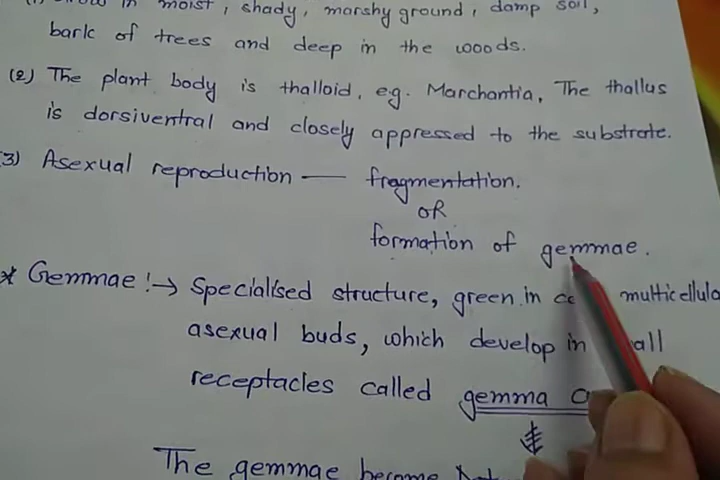 in moist, shady, marshy ground, damp soil,
bark of trees and deep in the woods.
(2) The plant body is thalloid, e.g. Marchantia, The thallus
is dorsiventral and closely appressed to the substrate.
3) Asexual reproduction — fragmentation.
OR
formation of gemmae.
* Gemmae :→ Specialised structure, green in multicellula
asexual buds, which develop in
receptacles called gemma
The gemmae become